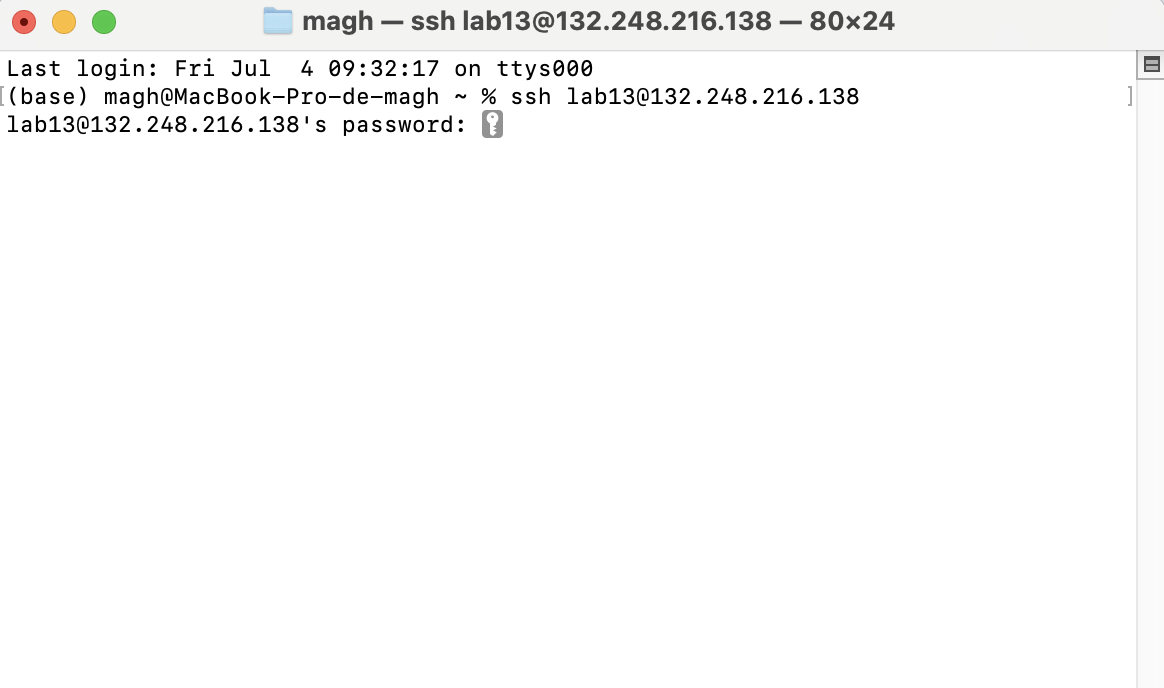 magh — ssh lab13@132.248.216.138 — 80×24
Last login: Fri Jul  4 09:32:17 on ttys000
(base) magh@MacBook-Pro-de-magh ~ % ssh lab13@132.248.216.138
lab13@132.248.216.138's password: